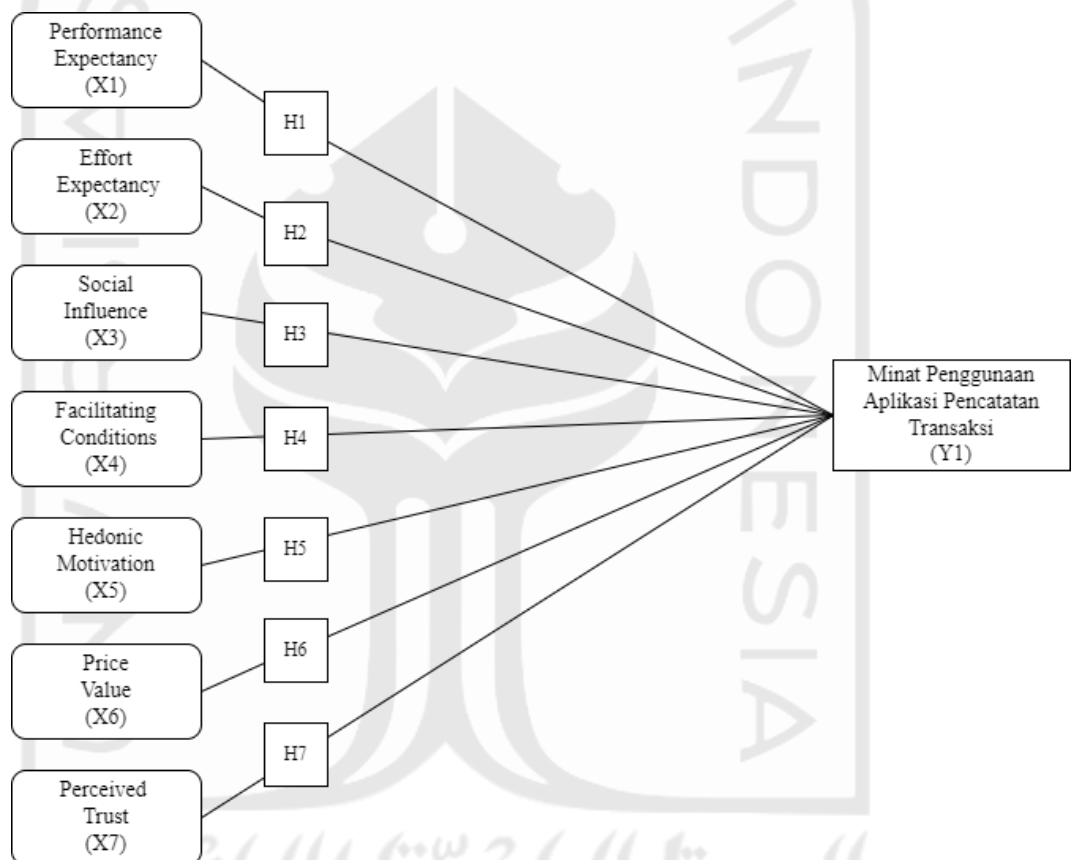 Performance
Expectancy
(X1)
H1
Effort
Expectancy
(X2)
H2
Social
Influence
(X3)
H3
Facilitating
Conditions
(X4)
H4
Hedonic
Motivation
(X5)
H5
Price
Value
(X6)
H6
Perceived
Trust
(X7)
H7
Minat Penggunaan
Aplikasi Pencatatan
Transaksi
(Y1)
INDONESIA